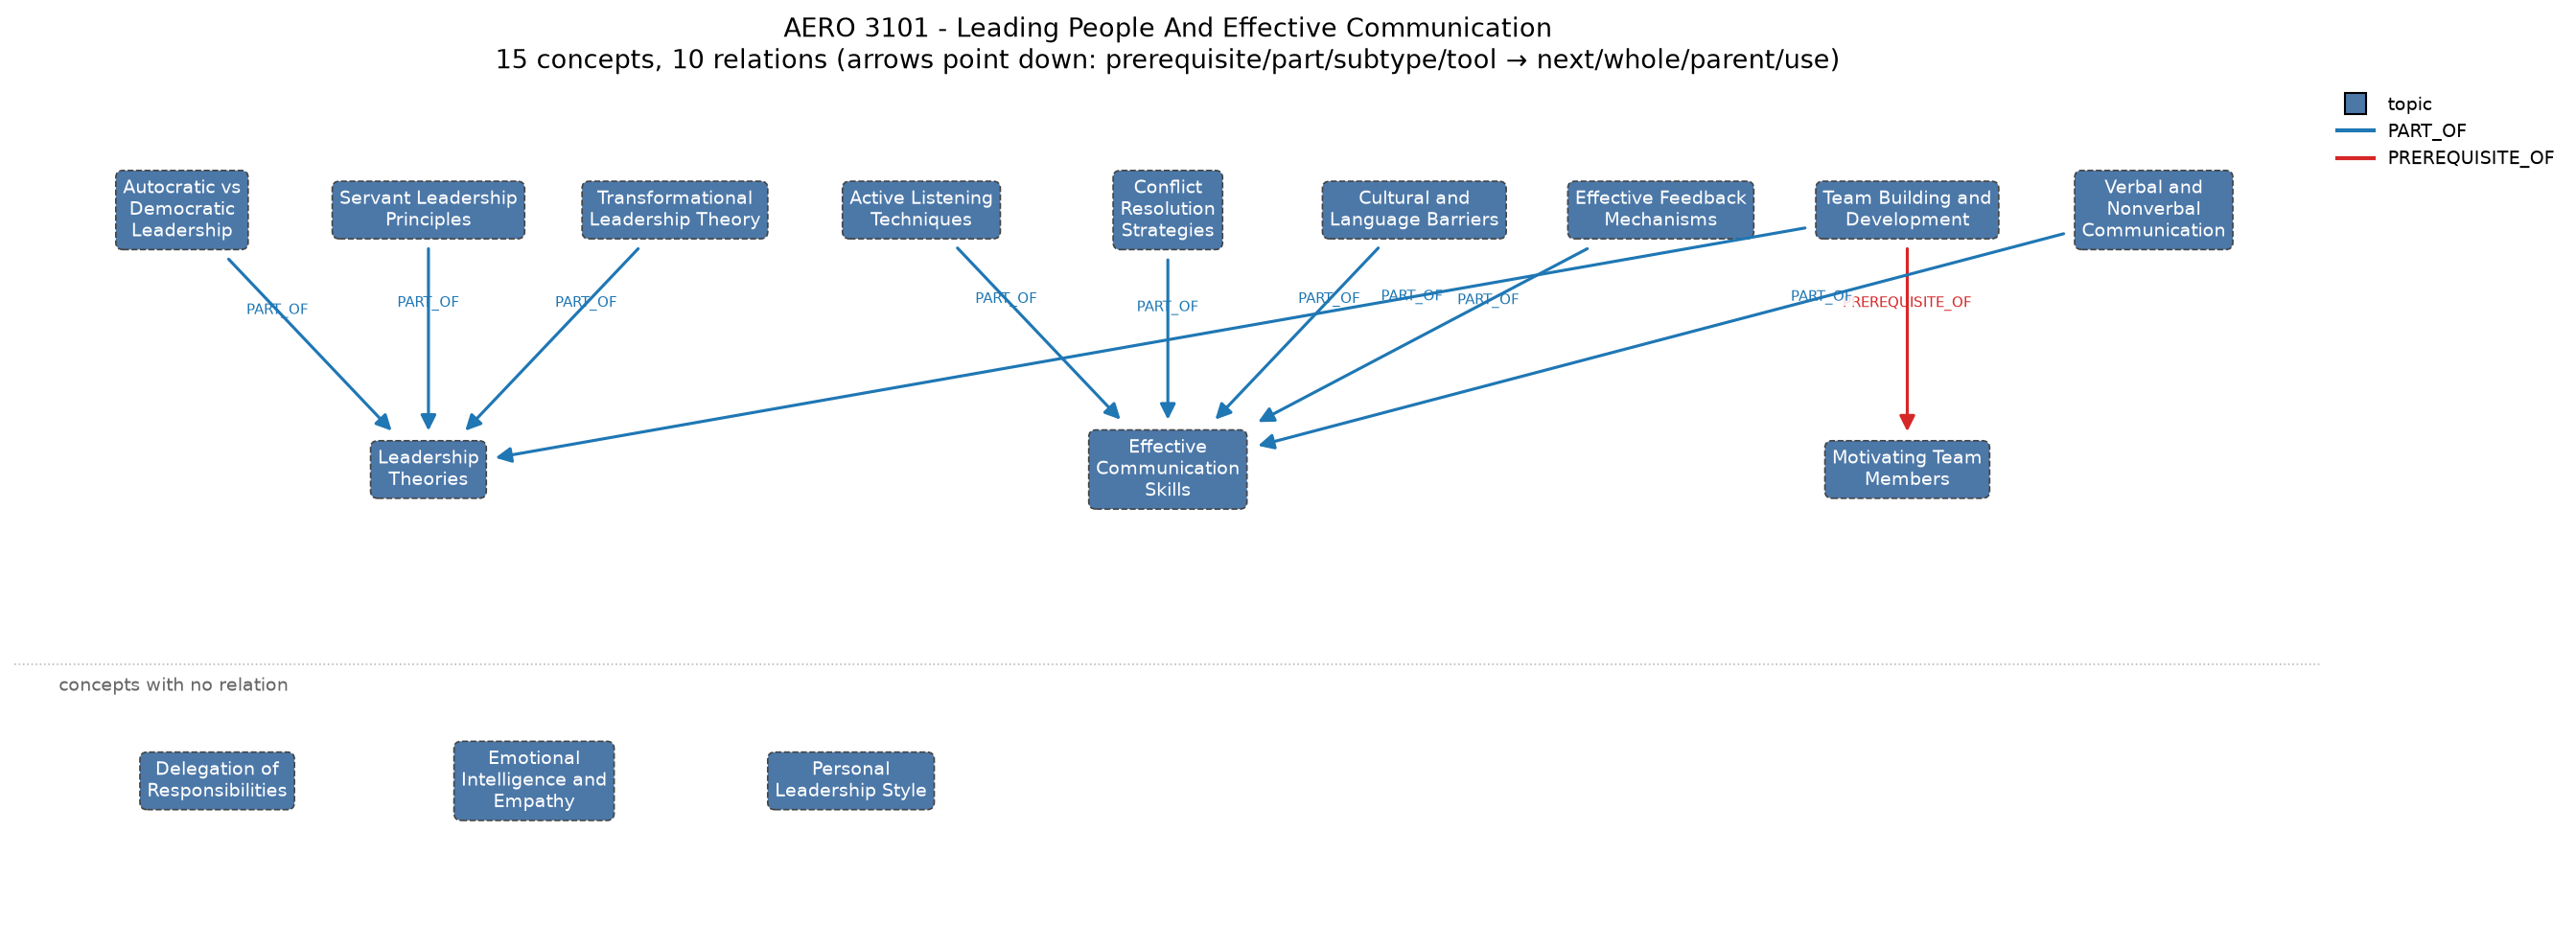 AERO 3101 - Leading People And Effective Communication
15 concepts, 10 relations (arrows point down: prerequisite/part/subtype/tool → next/whole/parent/use)
topic
PART_OF
PREREQUISITE_OF
Autocratic vs
Democratic
Leadership
Servant Leadership
Principles
Transformational
Leadership Theory
Active Listening
Techniques
Conflict
Resolution
Strategies
Cultural and
Language Barriers
Effective Feedback
Mechanisms
Team Building and
Development
Verbal and
Nonverbal
Communication
PART_OF
PART_OF
PART_OF
PART_OF
PART_OF
PART_OF
PART_OF
PART_OF
PART_OF
PREREQUISITE_OF
Leadership
Theories
Effective
Communication
Skills
Motivating Team
Members
concepts with no relation
Delegation of
Responsibilities
Emotional
Intelligence and
Empathy
Personal
Leadership Style